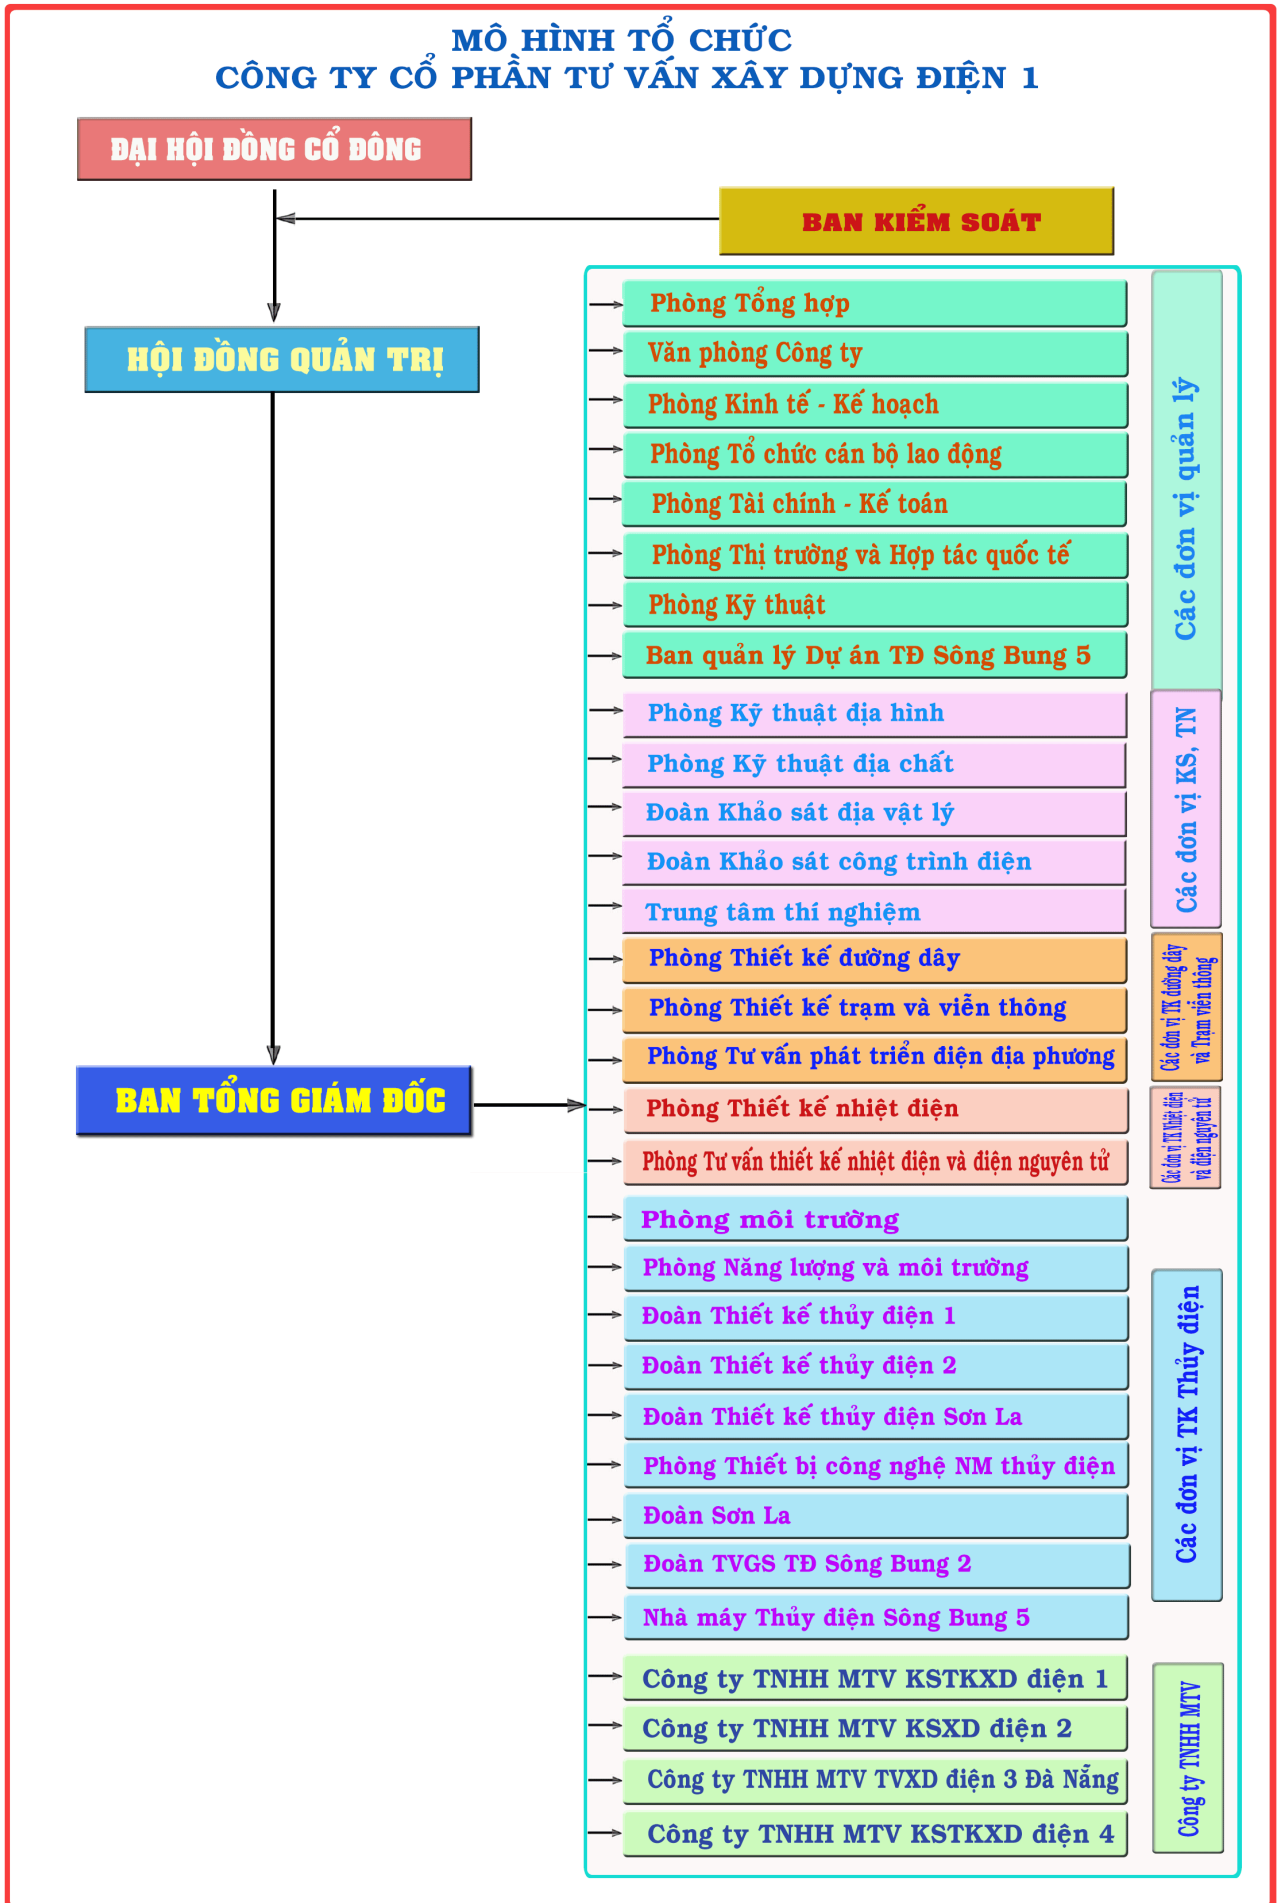 MÔ HÌNH TỔ CHỨC
CÔNG TY CỔ PHẦN TƯ VẤN XÂY DỰNG ĐIỆN 1
ĐẠI HỘI ĐỒNG CỔ ĐÔNG
BAN KIỂM SOÁT
HỘI ĐỒNG QUẢN TRỊ
BAN TỔNG GIÁM ĐỐC
Phòng Tổng hợp
Văn phòng Công ty
Phòng Kinh tế - Kế hoạch
Phòng Tổ chức cán bộ lao động
Phòng Tài chính - Kế toán
Phòng Thị trường và Hợp tác quốc tế
Phòng Kỹ thuật
Ban quản lý Dự án TĐ Sông Bung 5
Các đơn vị quản lý
Phòng Kỹ thuật địa hình
Phòng Kỹ thuật địa chất
Đoàn Khảo sát địa vật lý
Đoàn Khảo sát công trình điện
Trung tâm thí nghiệm
Các đơn vị KS, TN
Phòng Thiết kế đường dây
Phòng Thiết kế trạm và viễn thông
Phòng Tư vấn phát triển điện địa phương
Các đơn vị TK đường dây
và Trạm viễn thông
Phòng Thiết kế nhiệt điện
Phòng Tư vấn thiết kế nhiệt điện và điện nguyên tử
Các đơn vị TK Nhiệt điện
và điện nguyên tử
Phòng môi trường
Phòng Năng lượng và môi trường
Đoàn Thiết kế thủy điện 1
Đoàn Thiết kế thủy điện 2
Đoàn Thiết kế thủy điện Sơn La
Phòng Thiết bị công nghệ NM thủy điện
Đoàn Sơn La
Đoàn TVGS TĐ Sông Bung 2
Nhà máy Thủy điện Sông Bung 5
Các đơn vị TK Thủy điện
Công ty TNHH MTV KSTKXD điện 1
Công ty TNHH MTV KSXD điện 2
Công ty TNHH MTV TVXD điện 3 Đà Nẵng
Công ty TNHH MTV KSTKXD điện 4
Công ty TNHH MTV